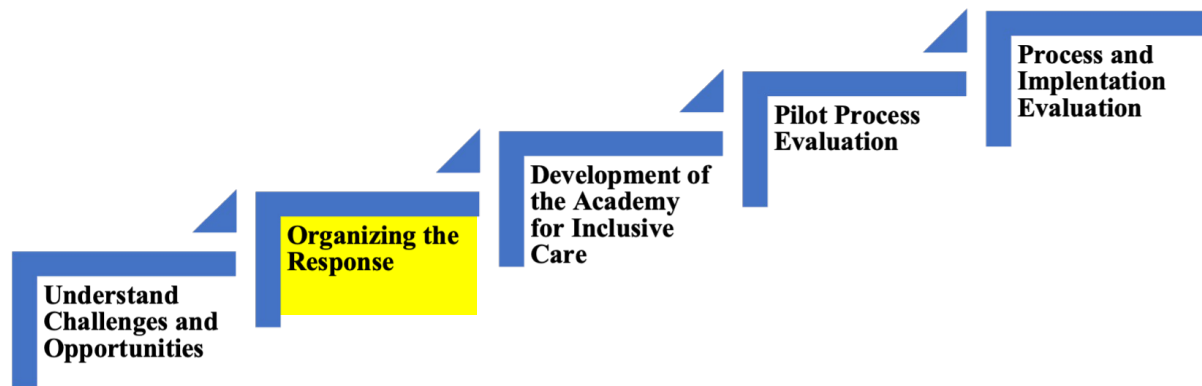 Understand
Challenges and
Opportunities
Organizing the
Response
Development of
the Academy
for Inclusive
Care
Pilot Process
Evaluation
Process and
Implentation
Evaluation